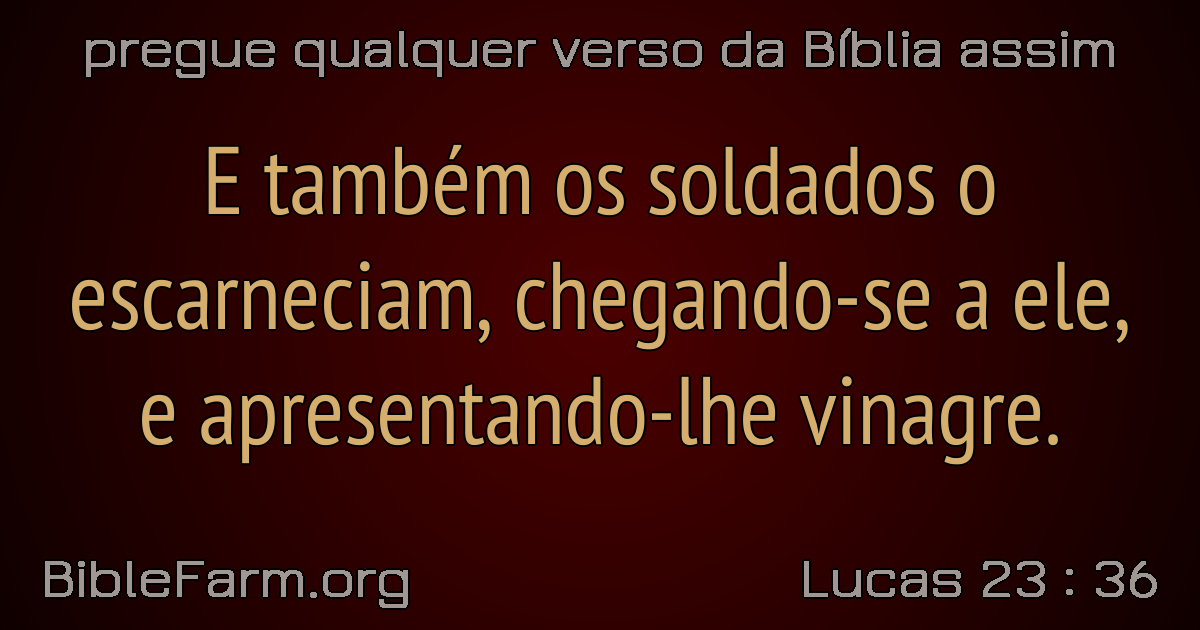 pregue qualquer verso da Bíblia assim
E também os soldados o
escarneciam, chegando-se a ele,
e apresentando-lhe vinagre.
BibleFarm.org
Lucas 23 : 36